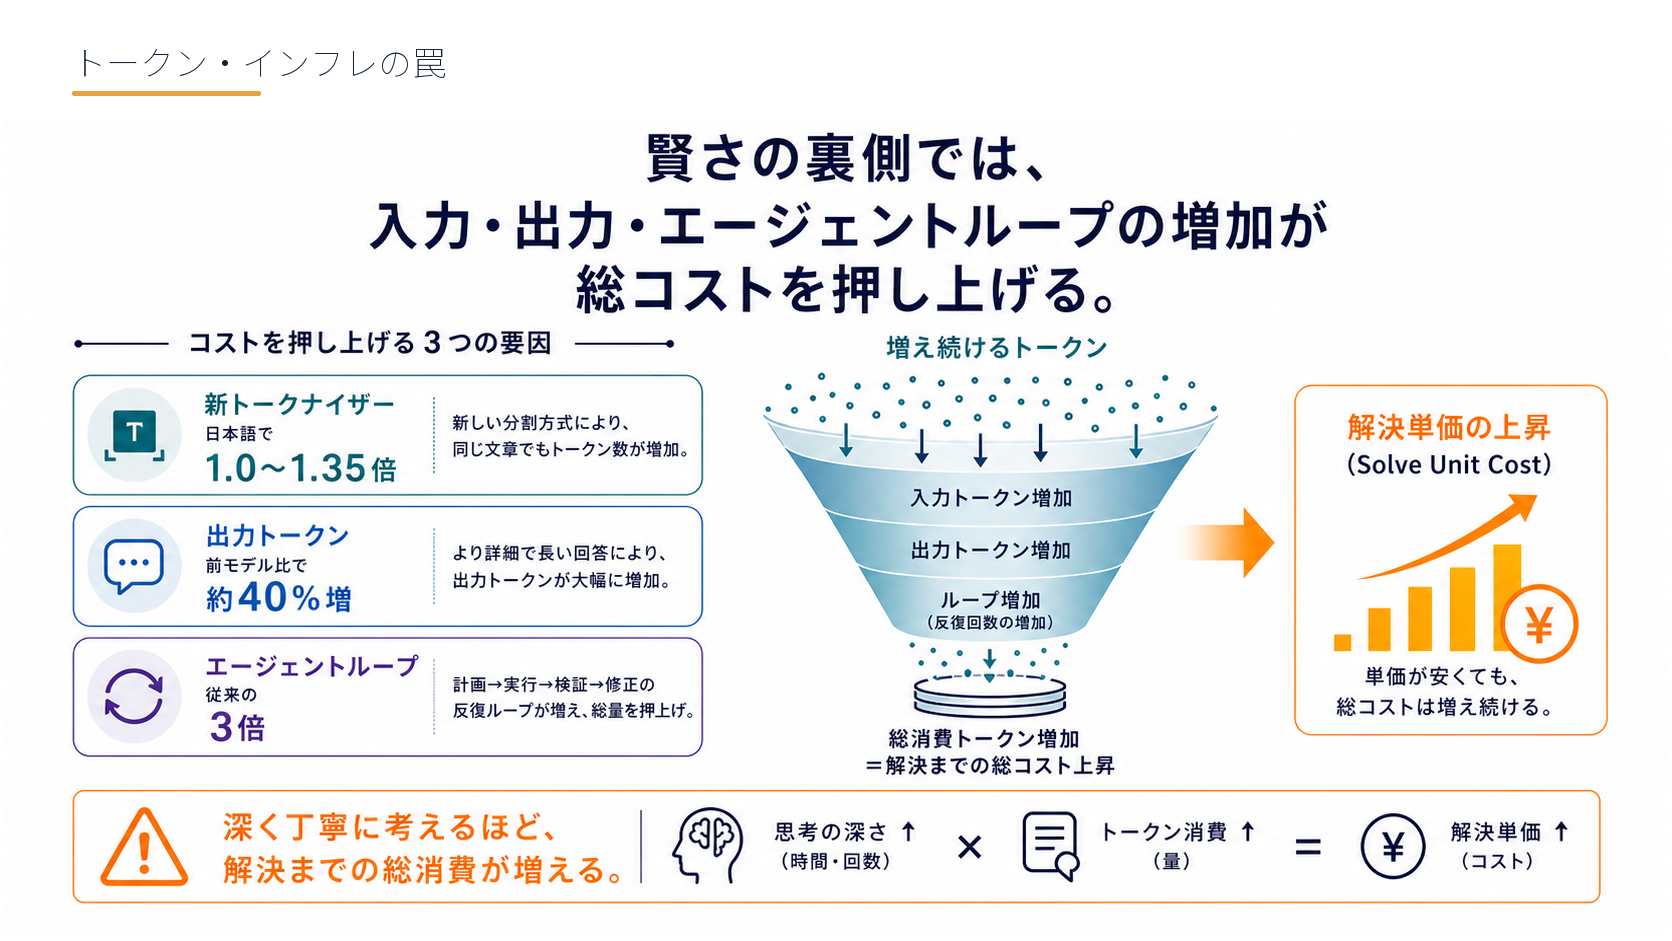 トークン・インフレの罠
賢さの裏側では、
入力・出力・エージェントループの増加が
総コストを押し上げる。
コストを押し上げる 3 つの要因
T
新トークナイザー
日本語で
1.0〜1.35倍
新しい分割方式により、
同じ文章でもトークン数が増加。
出力トークン
前モデル比で
約40%増
より詳細で長い回答により、
出力トークンが大幅に増加。
エージェントループ
従来の
3倍
計画→実行→検証→修正の
反復ループが増え、総量を押上げ。
増え続けるトークン
入力トークン増加
出力トークン増加
ループ増加
（反復回数の増加）
総消費トークン増加
＝解決までの総コスト上昇
解決単価の上昇
（Solve Unit Cost）
¥
単価が安くても、
総コストは増え続ける。
深く丁寧に考えるほど、
解決までの総消費が増える。
思考の深さ ↑
（時間・回数）
×
トークン消費 ↑
（量）
=
¥
解決単価 ↑
（コスト）